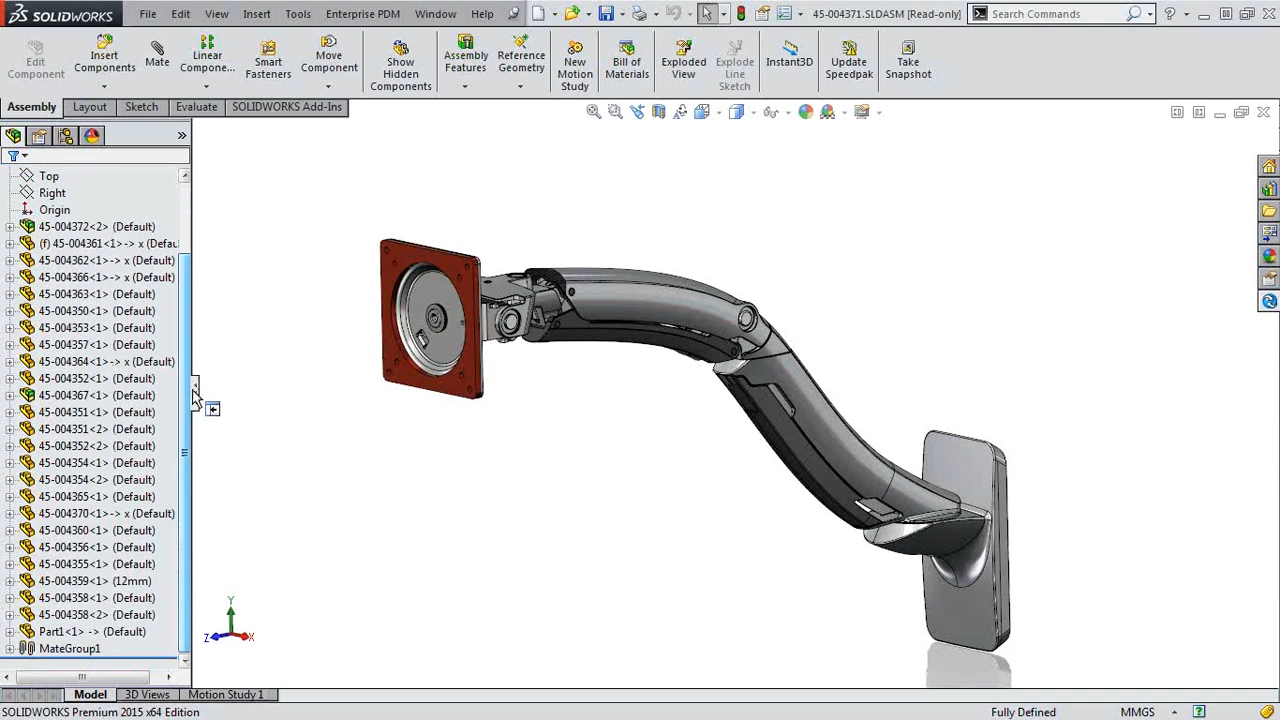 SOLIDWORKS File Edit View Insert Tools Enterprise PDM Window Help 45-004371.SLDASM [Read-only] Search Commands
Edit Component
Insert Components
Mate
Linear Compone...
Smart Fasteners
Move Component
Show Hidden Components
Assembly Features
Reference Geometry
New Motion Study
Bill of Materials
Exploded View
Explode Line Sketch
Instant3D
Update Speedpak
Take Snapshot
Assembly Layout Sketch Evaluate SOLIDWORKS Add-Ins
Top
Right
Origin
45-004372<2> (Default)
(f) 45-004361<1>-> x (Defau
45-004362<1>-> x (Default)
45-004366<1>-> x (Default)
45-004363<1> (Default)
45-004350<1> (Default)
45-004353<1> (Default)
45-004357<1> (Default)
45-004364<1>-> x (Default)
45-004352<1> (Default)
45-004367<1> (Default)
45-004351<1> (Default)
45-004351<2> (Default)
45-004352<2> (Default)
45-004354<1> (Default)
45-004354<2> (Default)
45-004365<1> (Default)
45-004370<1>-> x (Default)
45-004360<1> (Default)
45-004356<1> (Default)
45-004355<1> (Default)
45-004359<1> (12mm)
45-004358<1> (Default)
45-004358<2> (Default)
Part1<1> -> (Default)
MateGroup1
Y
Z X
Model 3D Views Motion Study 1
SOLIDWORKS Premium 2015 x64 Edition Fully Defined MMGS